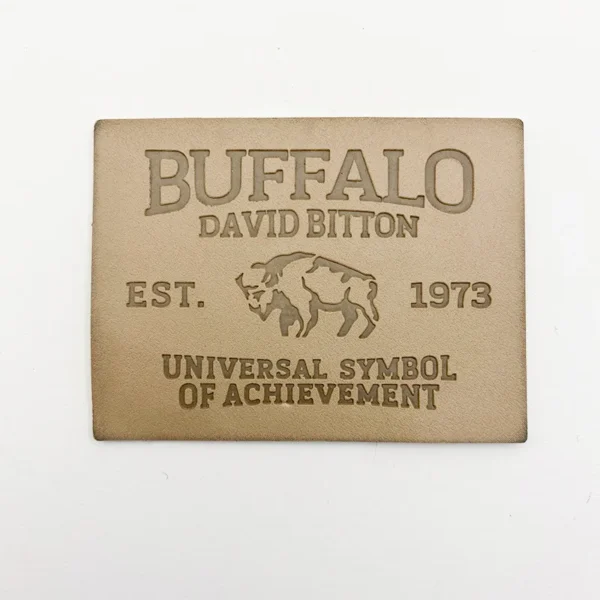 BUFFALO
DAVID BITTON
EST. 1973
UNIVERSAL SYMBOL
OF ACHIEVEMENT